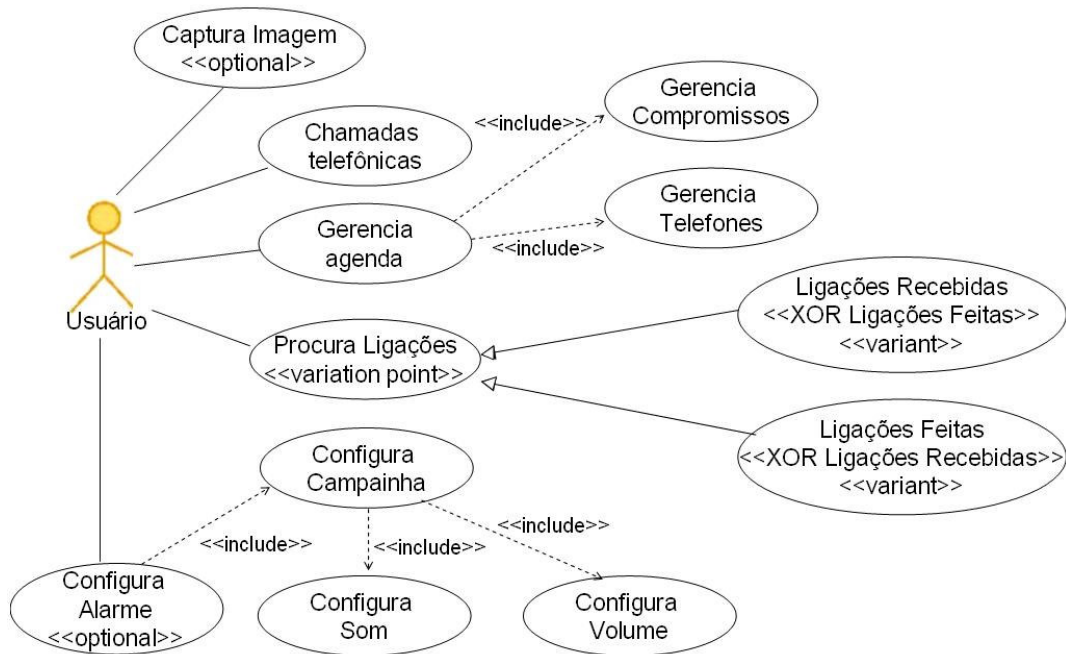 Captura Imagem
<<optional>>
Chamadas
telefônicas
<<include>>
Gerencia
Compromissos
Gerencia
agenda
<<include>>
Gerencia
Telefones
Usuário
Procura Ligações
<<variation point>>
Ligações Recebidas
<<XOR Ligações Feitas>>
<<variant>>
Ligações Feitas
<<XOR Ligações Recebidas>>
<<variant>>
Configura
Campainha
<<include>>
<<include>>
<<include>>
Configura
Alarme
<<optional>>
Configura
Som
Configura
Volume